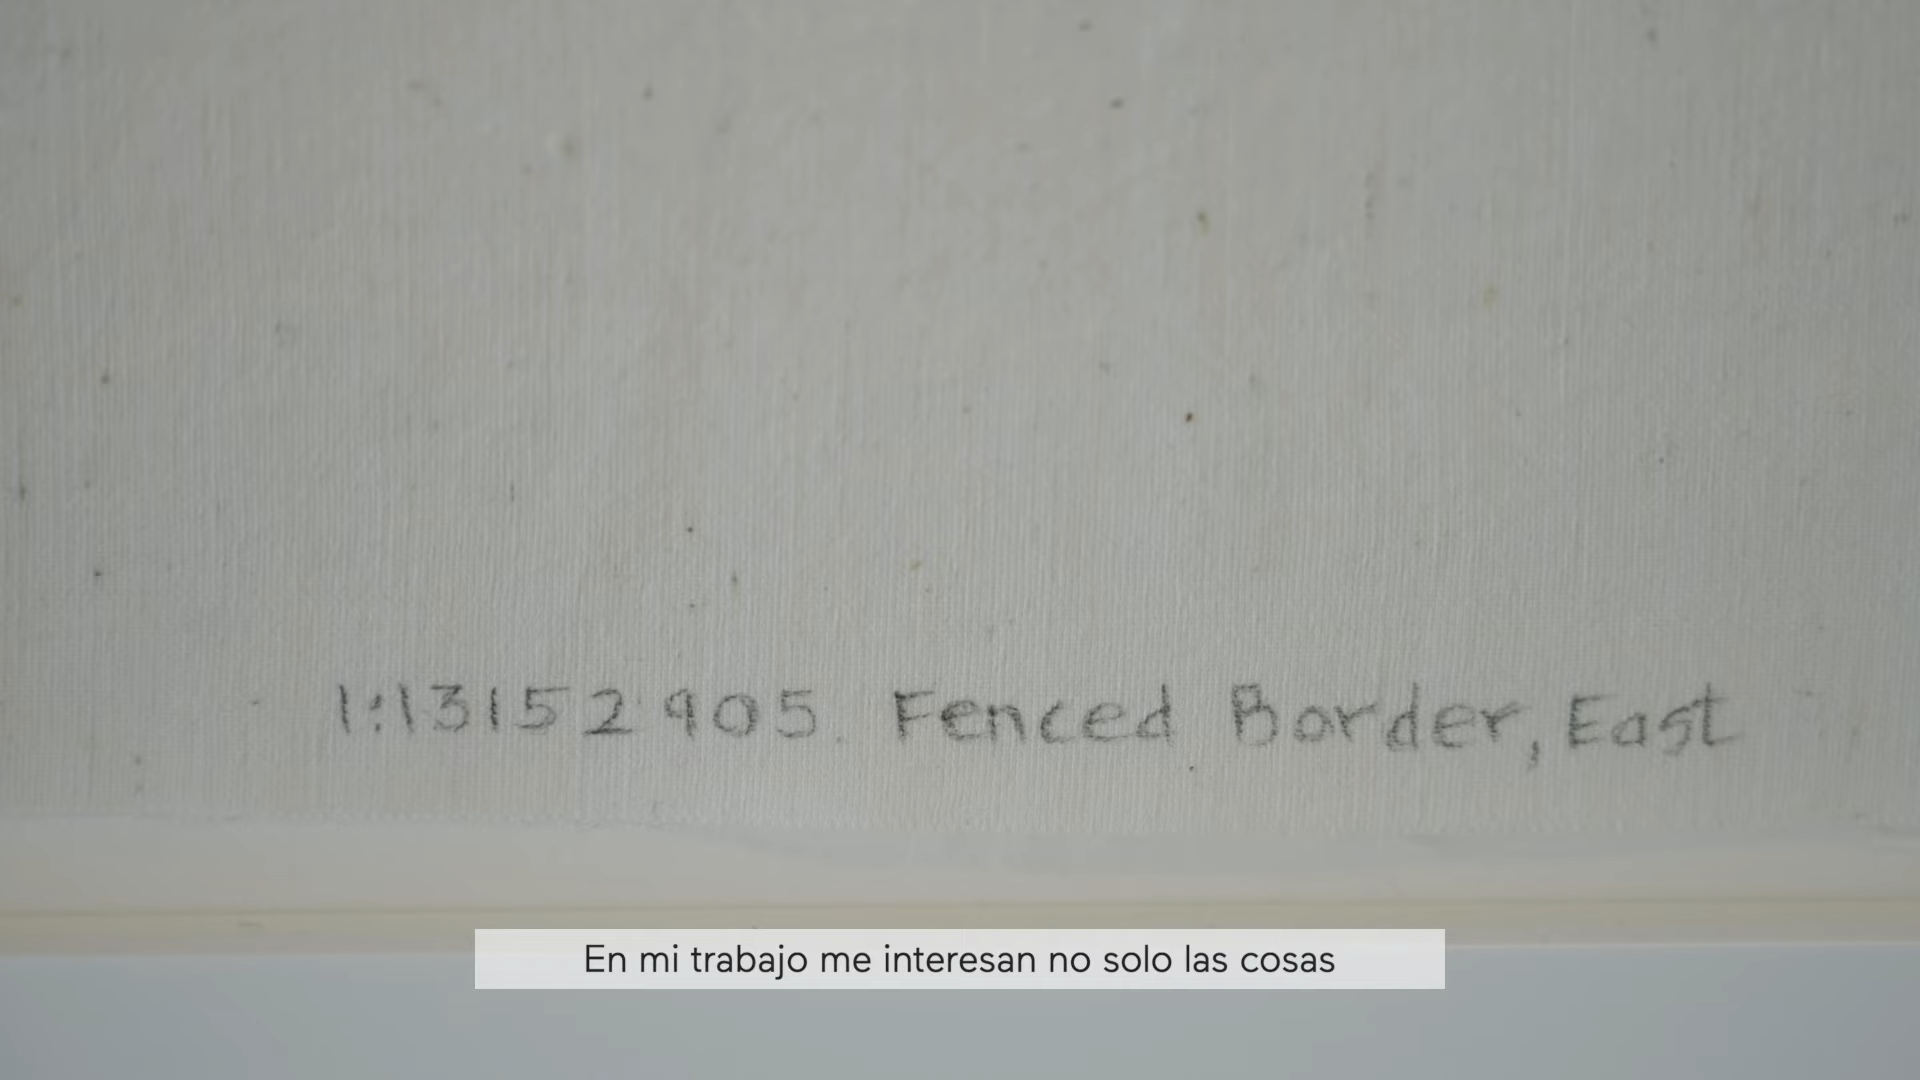 1:13152905. Fenced Border, East
En mi trabajo me interesan no solo las cosas